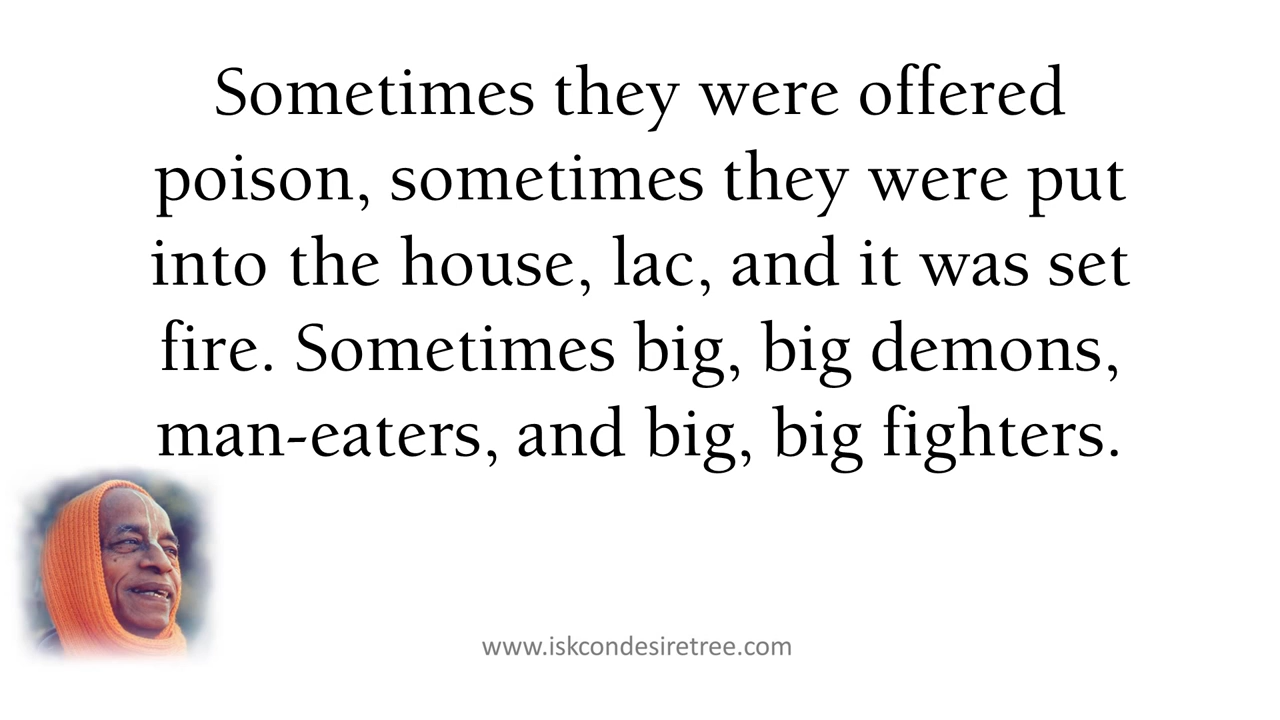 Sometimes they were offered
poison, sometimes they were put
into the house, lac, and it was set
fire. Sometimes big, big demons,
man-eaters, and big, big fighters.
www.iskcondesiretree.com